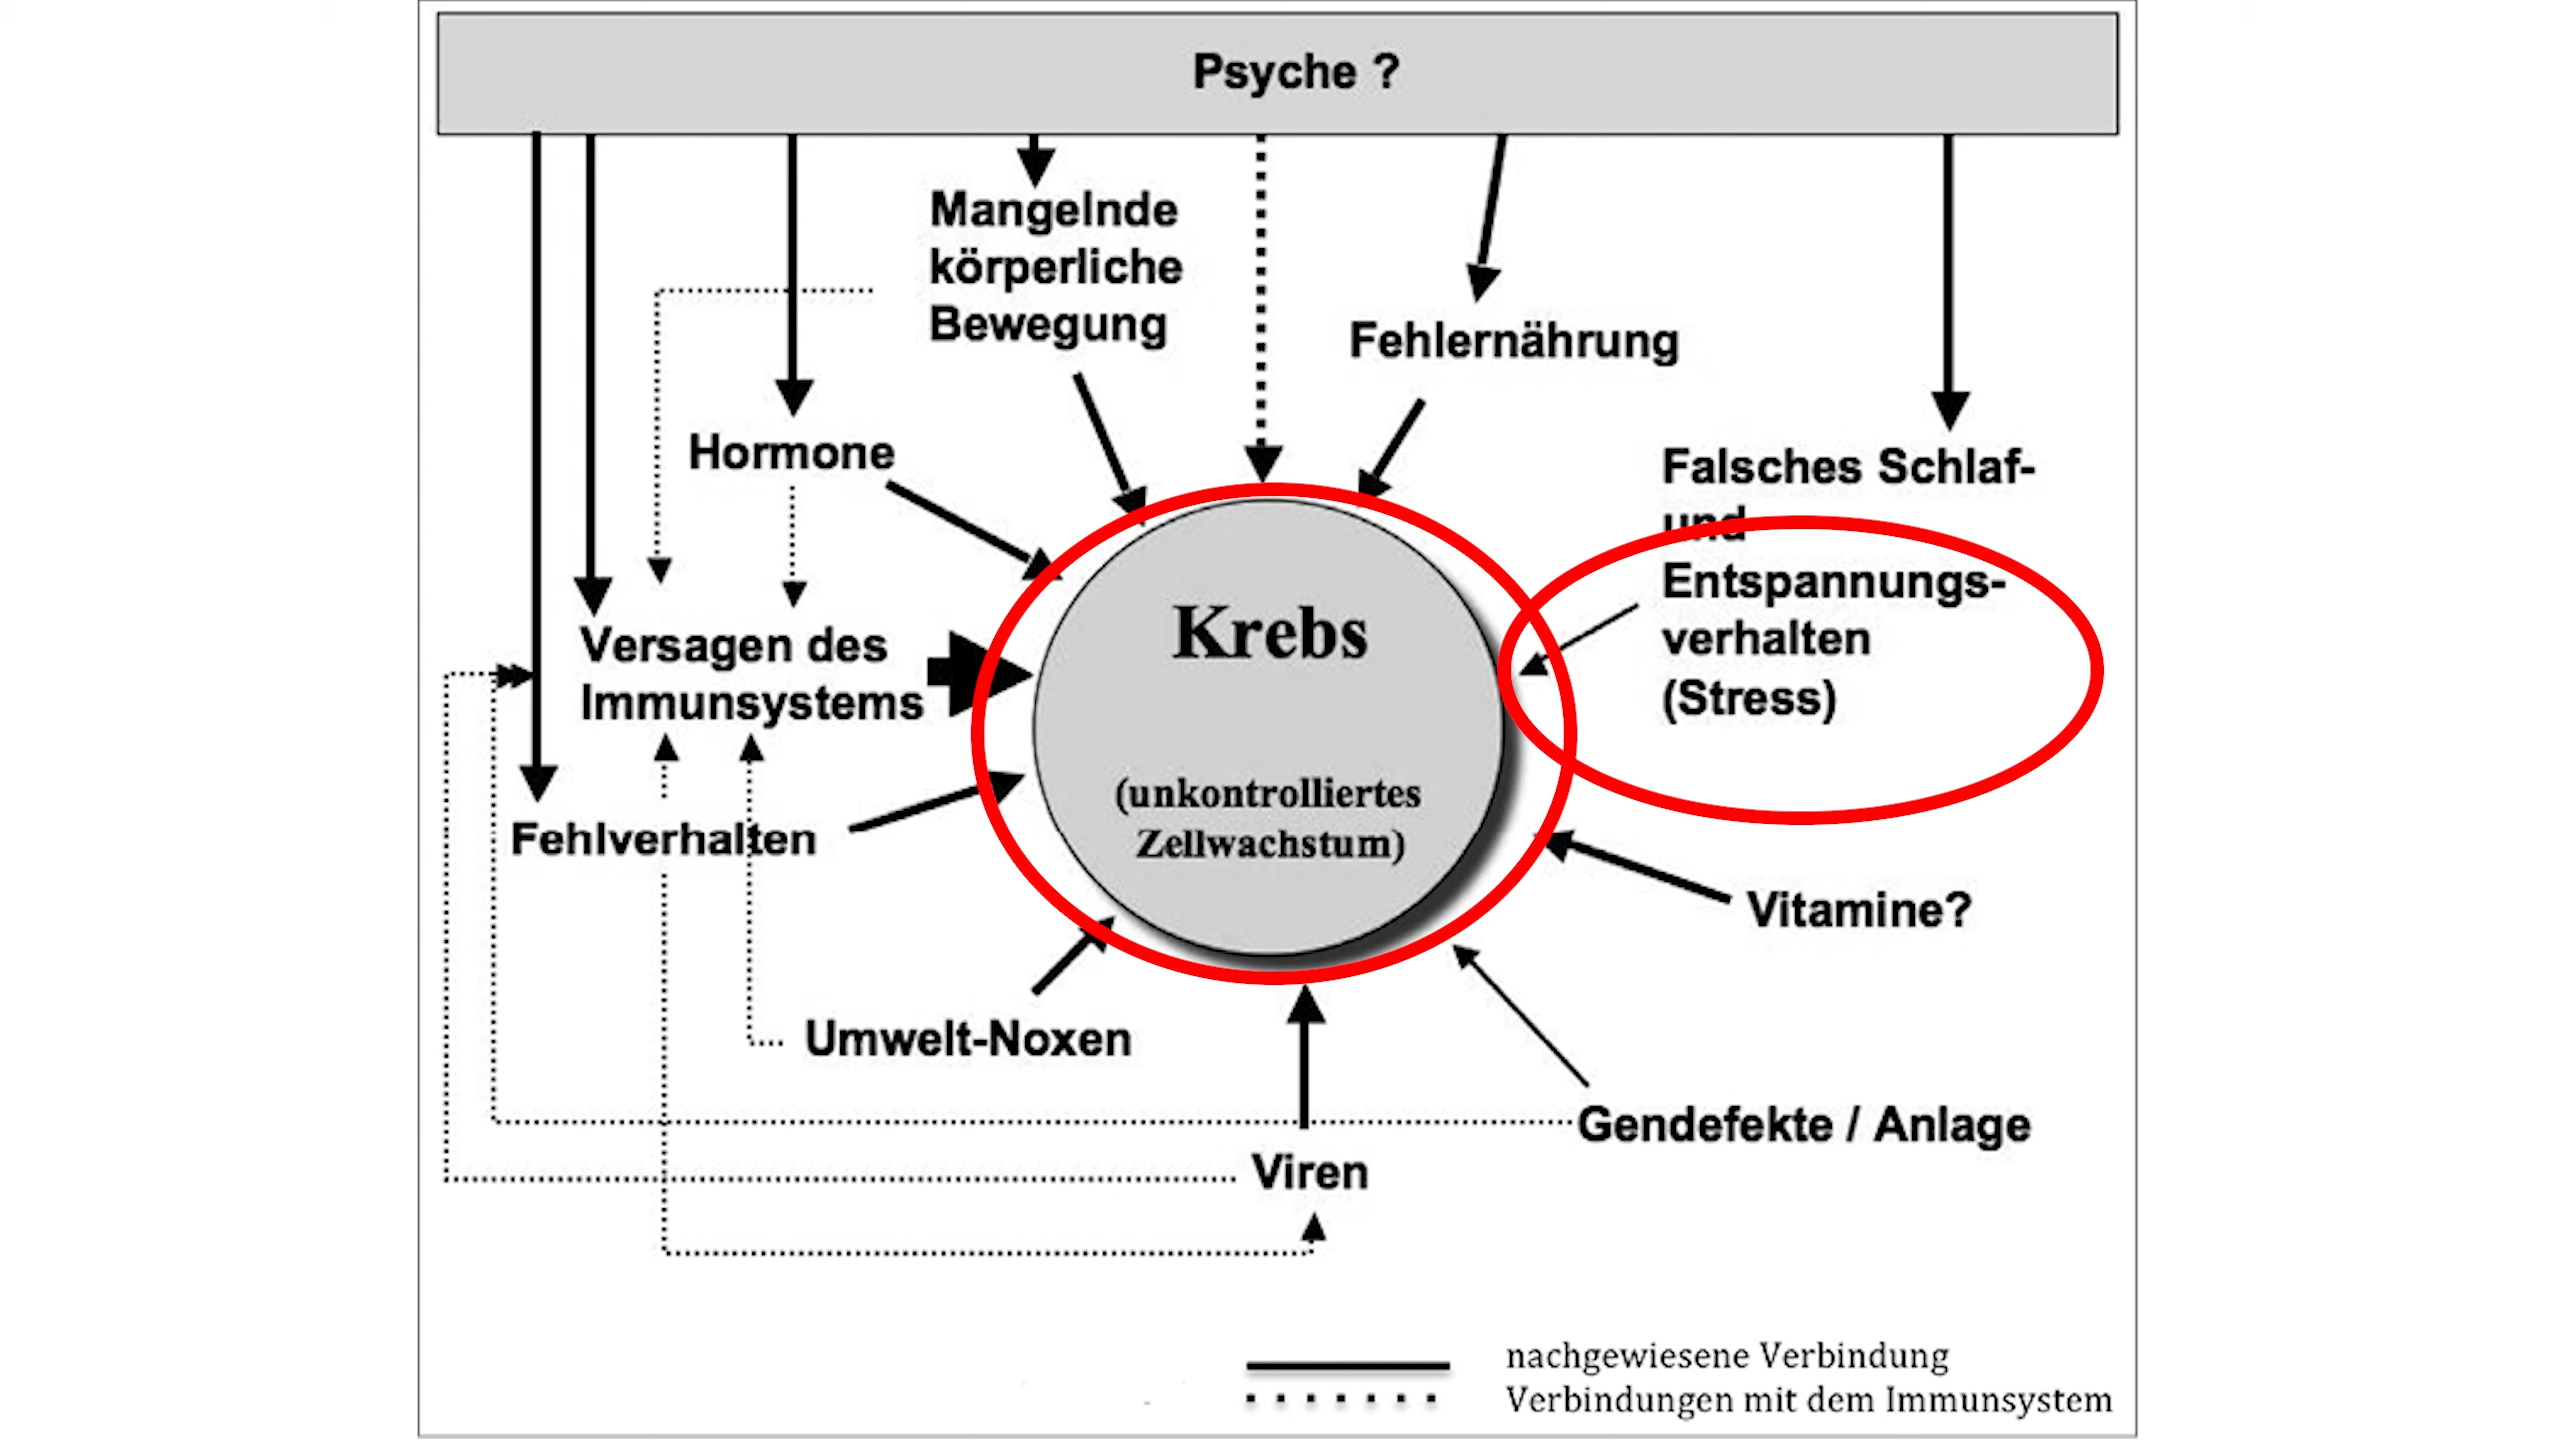 Psyche ?
Mangelnde
körperliche
Bewegung
Fehlernährung
Hormone
Falsches Schlaf-
und
Entspannungs-
verhalten
(Stress)
Versagen des
Immunsystems
Krebs
(unkontrolliertes
Zellwachstum)
Fehlverhalten
Vitamine?
Umwelt-Noxen
Gendefekte / Anlage
Viren
nachgewiesene Verbindung
Verbindungen mit dem Immunsystem